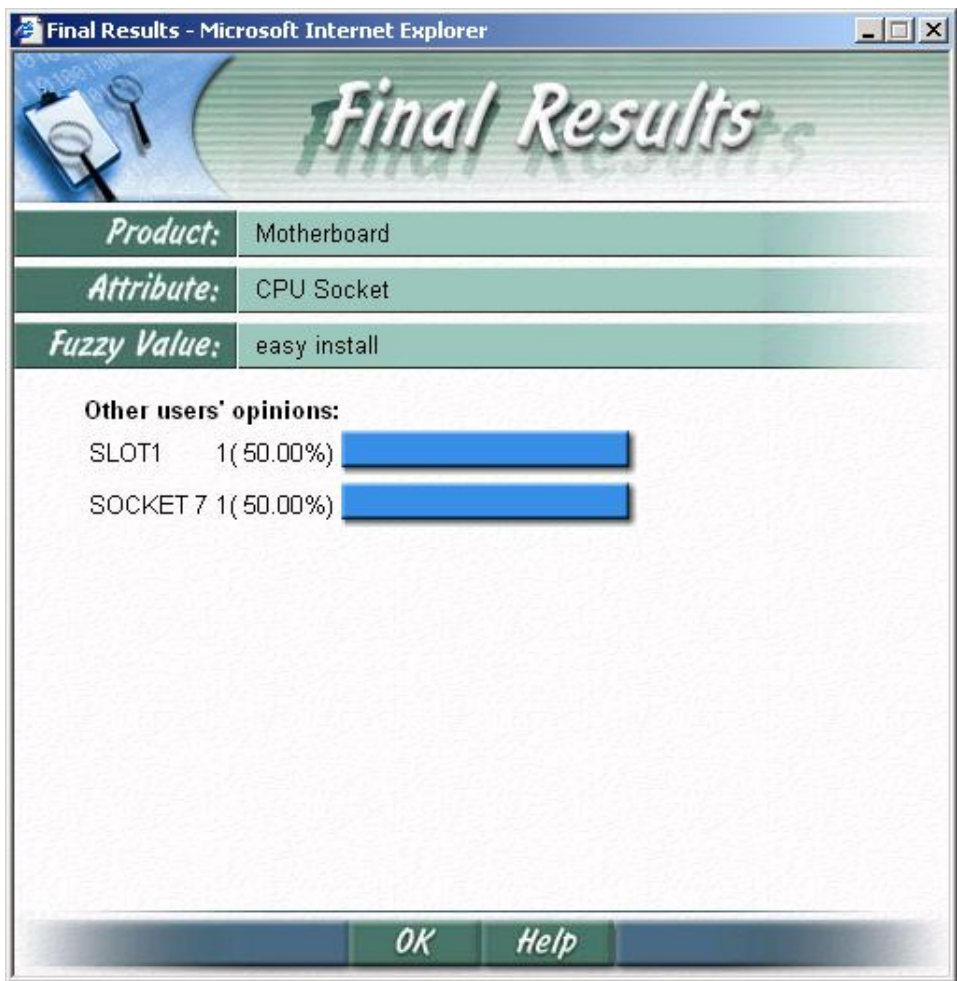 Final Results - Microsoft Internet Explorer
Final Results
Product: Motherboard
Attribute: CPU Socket
Fuzzy Value: easy install
Other users' opinions:
SLOT1 1( 50.00%)
SOCKET 7 1( 50.00%)
OK Help